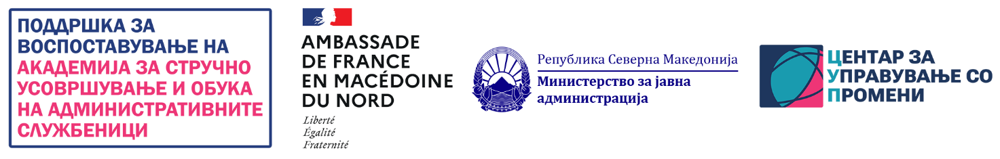 ПОДДРШКА ЗА
ВОСПОСТАВУВАЊЕ НА
АКАДЕМИЈА ЗА СТРУЧНО
УСОВРШУВАЊЕ И ОБУКА
НА АДМИНИСТРАТИВНИТЕ
СЛУЖБЕНИЦИ
AMBASSADE
DE FRANCE
EN MACÉDOINE
DU NORD
Liberté
Égalité
Fraternité
Република Северна Македонија
Министерство за јавна
администрација
ЦЕНТАР ЗА
УПРАВУВАЊЕ СО
ПРОМЕНИ